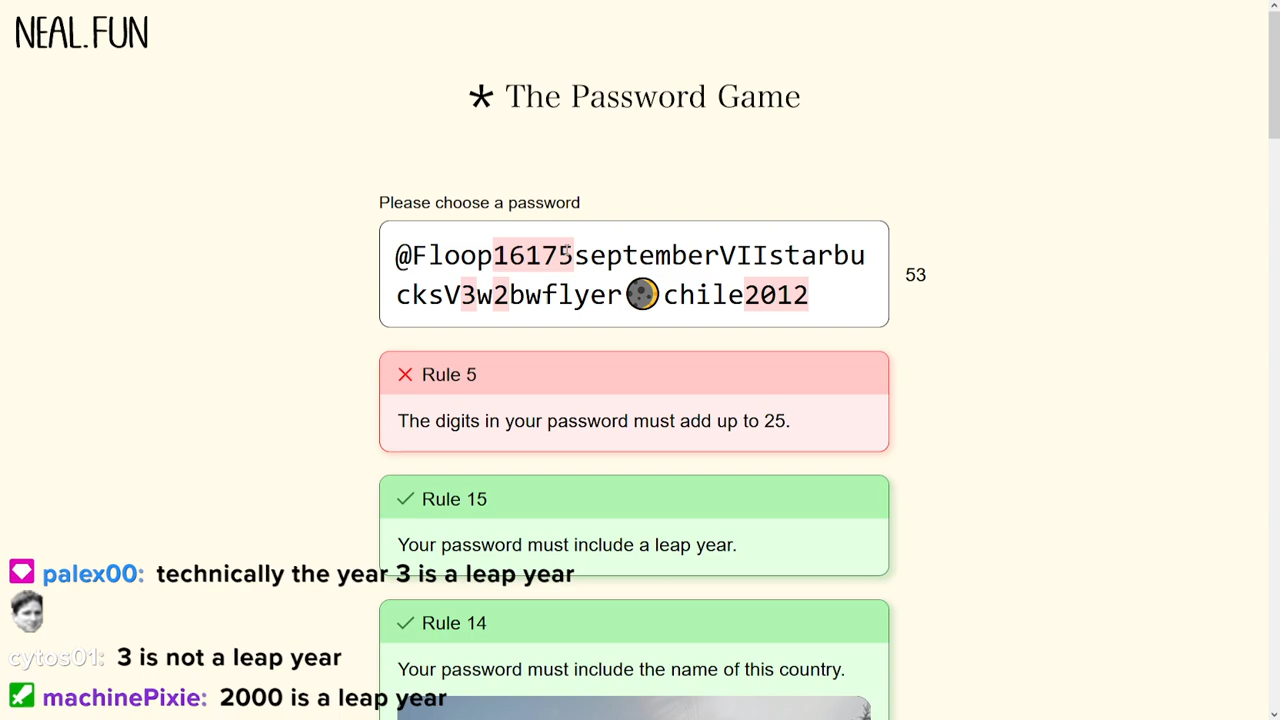 NEAL.FUN
* The Password Game
Please choose a password
@Floop16175septemberVIIstarbu
cksV3w2bwflyer🌘chile2012
53
Rule 5
The digits in your password must add up to 25.
Rule 15
Your password must include a leap year.
palex00: technically the year 3 is a leap year
Rule 14
cytos01: 3 is not a leap year
Your password must include the name of this country.
machinePixie: 2000 is a leap year